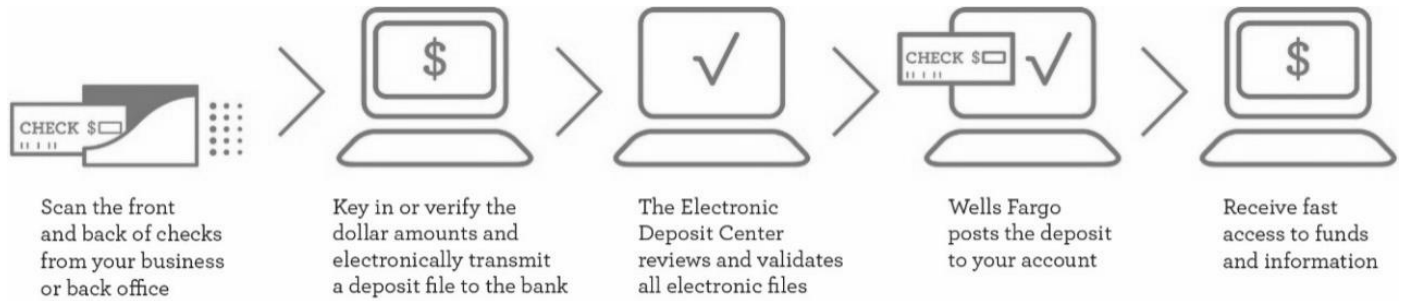 $
√
CHECK $
√
$
CHECK $
Scan the front
and back of checks
from your business
or back office
Key in or verify the
dollar amounts and
electronically transmit
a deposit file to the bank
The Electronic
Deposit Center
reviews and validates
all electronic files
Wells Fargo
posts the deposit
to your account
Receive fast
access to funds
and information